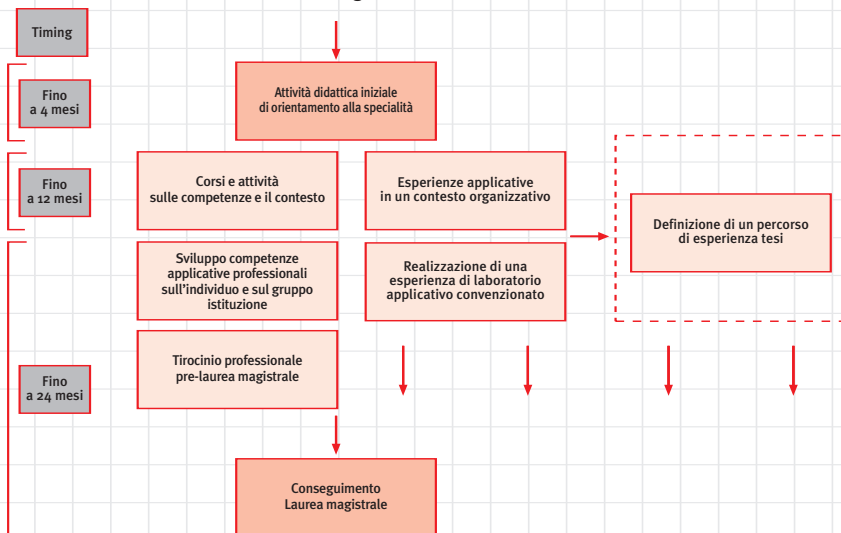 Timing
Fino
a 4 mesi
Attività didattica iniziale
di orientamento alla specialità
Fino
a 12 mesi
Corsi e attività
sulle competenze e il contesto
Esperienze applicative
in un contesto organizzativo
Definizione di un percorso
di esperienza tesi
Sviluppo competenze
applicative professionali
sull'individuo e sul gruppo
istituzione
Realizzazione di una
esperienza di laboratorio
applicativo convenzionato
Fino
a 24 mesi
Tirocinio professionale
pre-laurea magistrale
Conseguimento
Laurea magistrale